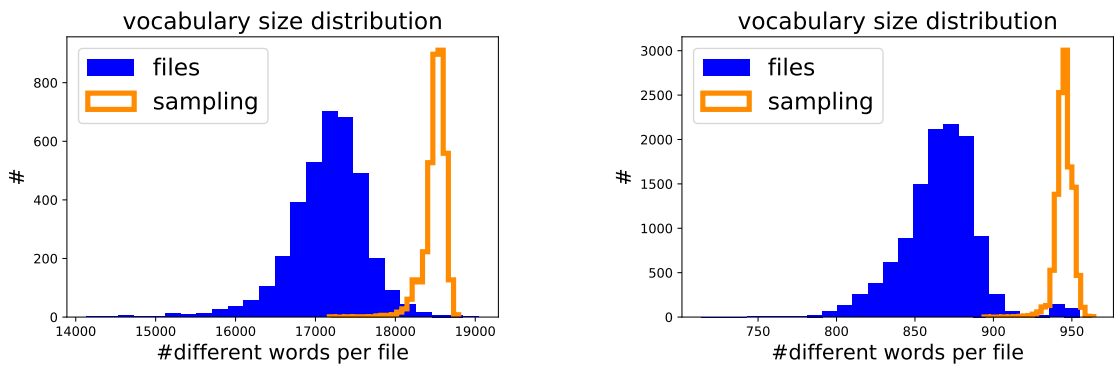 vocabulary size distribution
files
sampling
800
600
400
200
0
#
14000 15000 16000 17000 18000 19000
#different words per file
vocabulary size distribution
files
sampling
3000
2500
2000
1500
1000
500
0
#
750 800 850 900 950
#different words per file